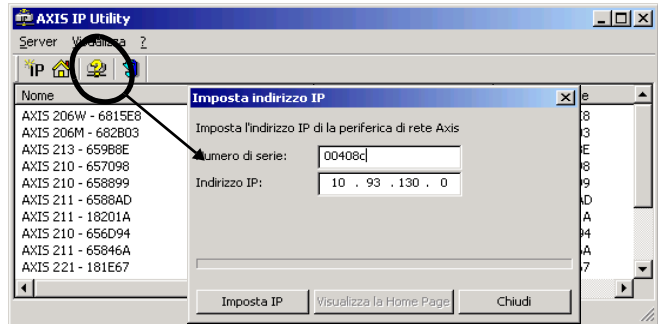 AXIS IP Utility
Server Visualizza ?
IP
Nome
AXIS 206W - 6815E8
AXIS 206M - 682B03
AXIS 213 - 659B8E
AXIS 210 - 657098
AXIS 210 - 658899
AXIS 211 - 6588AD
AXIS 211 - 18201A
AXIS 210 - 656D94
AXIS 211 - 65846A
AXIS 221 - 181E67
Imposta indirizzo IP
Imposta l'indirizzo IP di la periferica di rete Axis
Numero di serie: 00408c
Indirizzo IP: 10 . 93 . 130 . 0
Imposta IP Visualizza la Home Page Chiudi